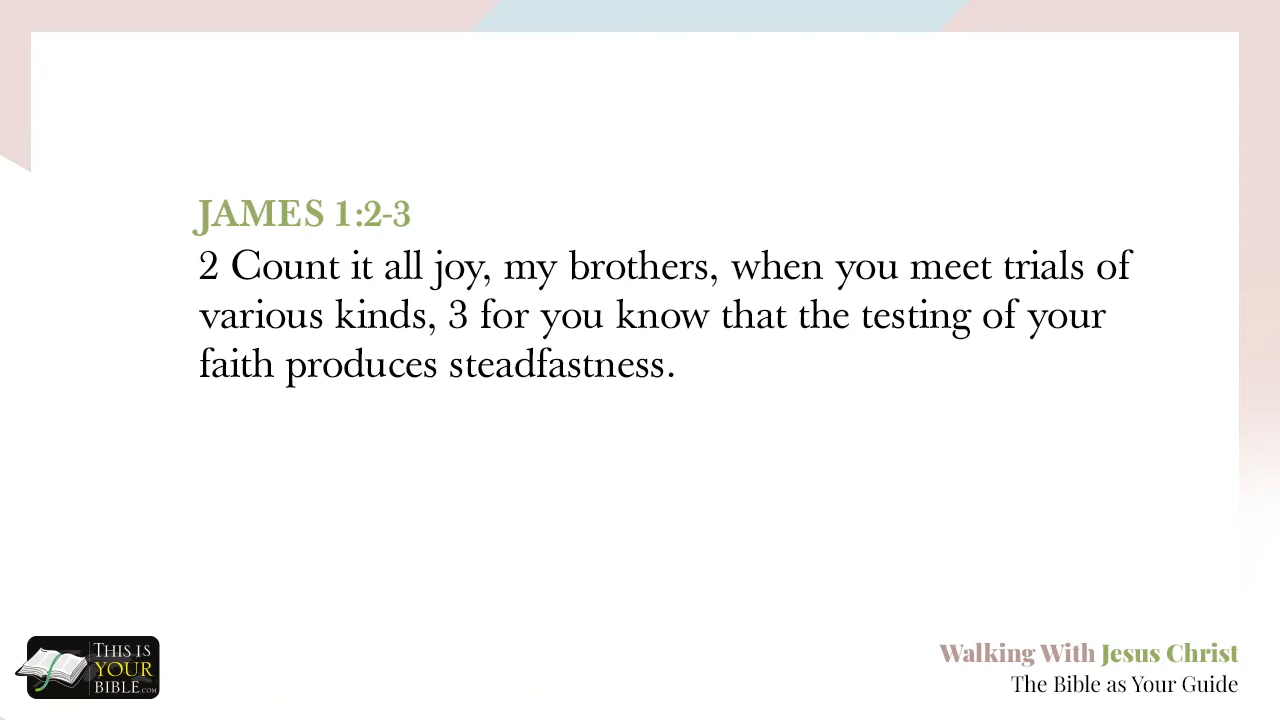 JAMES 1:2-3
2 Count it all joy, my brothers, when you meet trials of
various kinds, 3 for you know that the testing of your
faith produces steadfastness.
THIS IS
YOUR
BIBLE.COM
Walking With Jesus Christ
The Bible as Your Guide